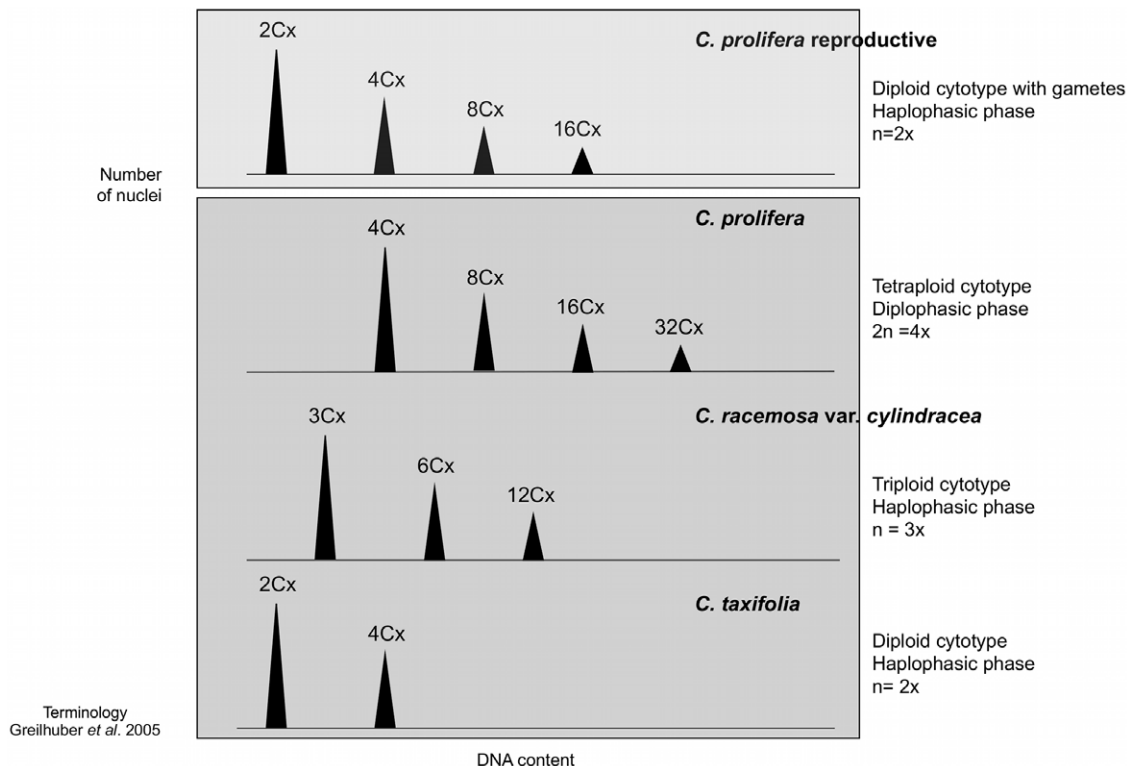 2Cx
C. prolifera reproductive
4Cx
8Cx
16Cx
Diploid cytotype with gametes
Haplophasic phase
n=2x
Number
of nuclei
C. prolifera
4Cx
8Cx
16Cx
32Cx
Tetraploid cytotype
Diplophasic phase
2n =4x
C. racemosa var. cylindracea
3Cx
6Cx
12Cx
Triploid cytotype
Haplophasic phase
n = 3x
2Cx
C. taxifolia
4Cx
Diploid cytotype
Haplophasic phase
n= 2x
Terminology
Greilhuber et al. 2005
DNA content